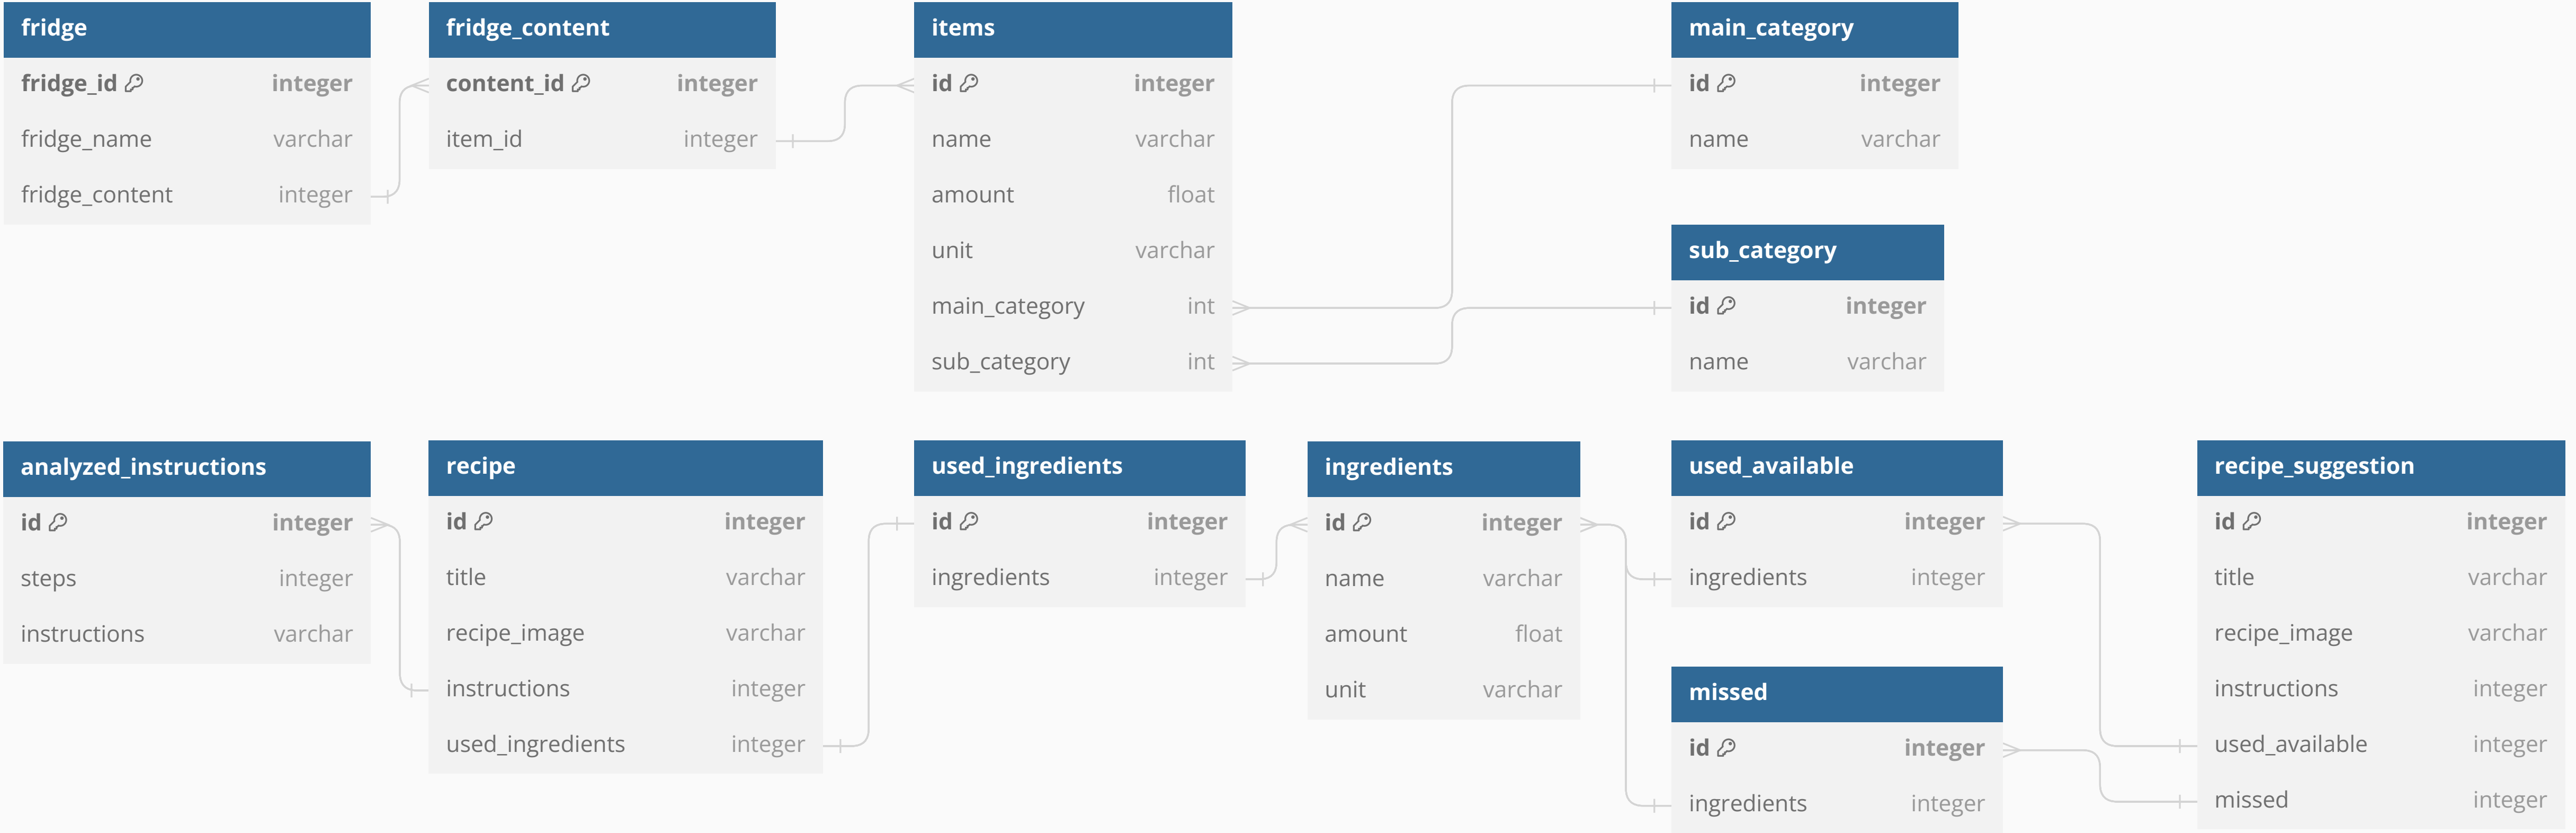 fridge
fridge_id integer
fridge_name varchar
fridge_content integer
fridge_content
content_id integer
item_id integer
items
id integer
name varchar
amount float
unit varchar
main_category int
sub_category int
main_category
id integer
name varchar
sub_category
id integer
name varchar
analyzed_instructions
id integer
steps integer
instructions varchar
recipe
id integer
title varchar
recipe_image varchar
instructions integer
used_ingredients integer
used_ingredients
id integer
ingredients integer
ingredients
id integer
name varchar
amount float
unit varchar
used_available
id integer
ingredients integer
missed
id integer
ingredients integer
recipe_suggestion
id integer
title varchar
recipe_image varchar
instructions integer
used_available integer
missed integer